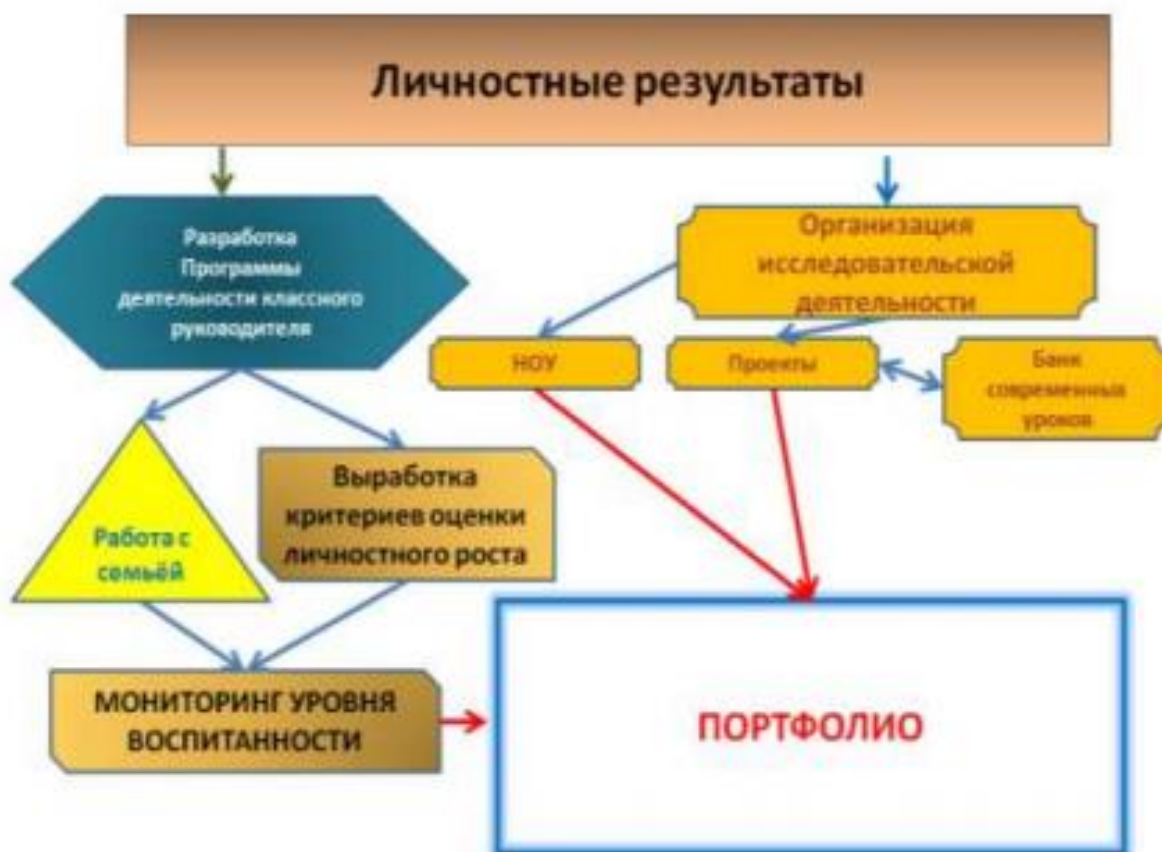 Личностные результаты
Разработка
Программы
деятельности классного
руководителя
Организация
исследовательской
деятельности
НОУ
Проекты
Банк
современных
уроков
Работа с
семьёй
Выработка
критериев оценки
личностного роста
МОНИТОРИНГ УРОВНЯ
ВОСПИТАННОСТИ
ПОРТФОЛИО